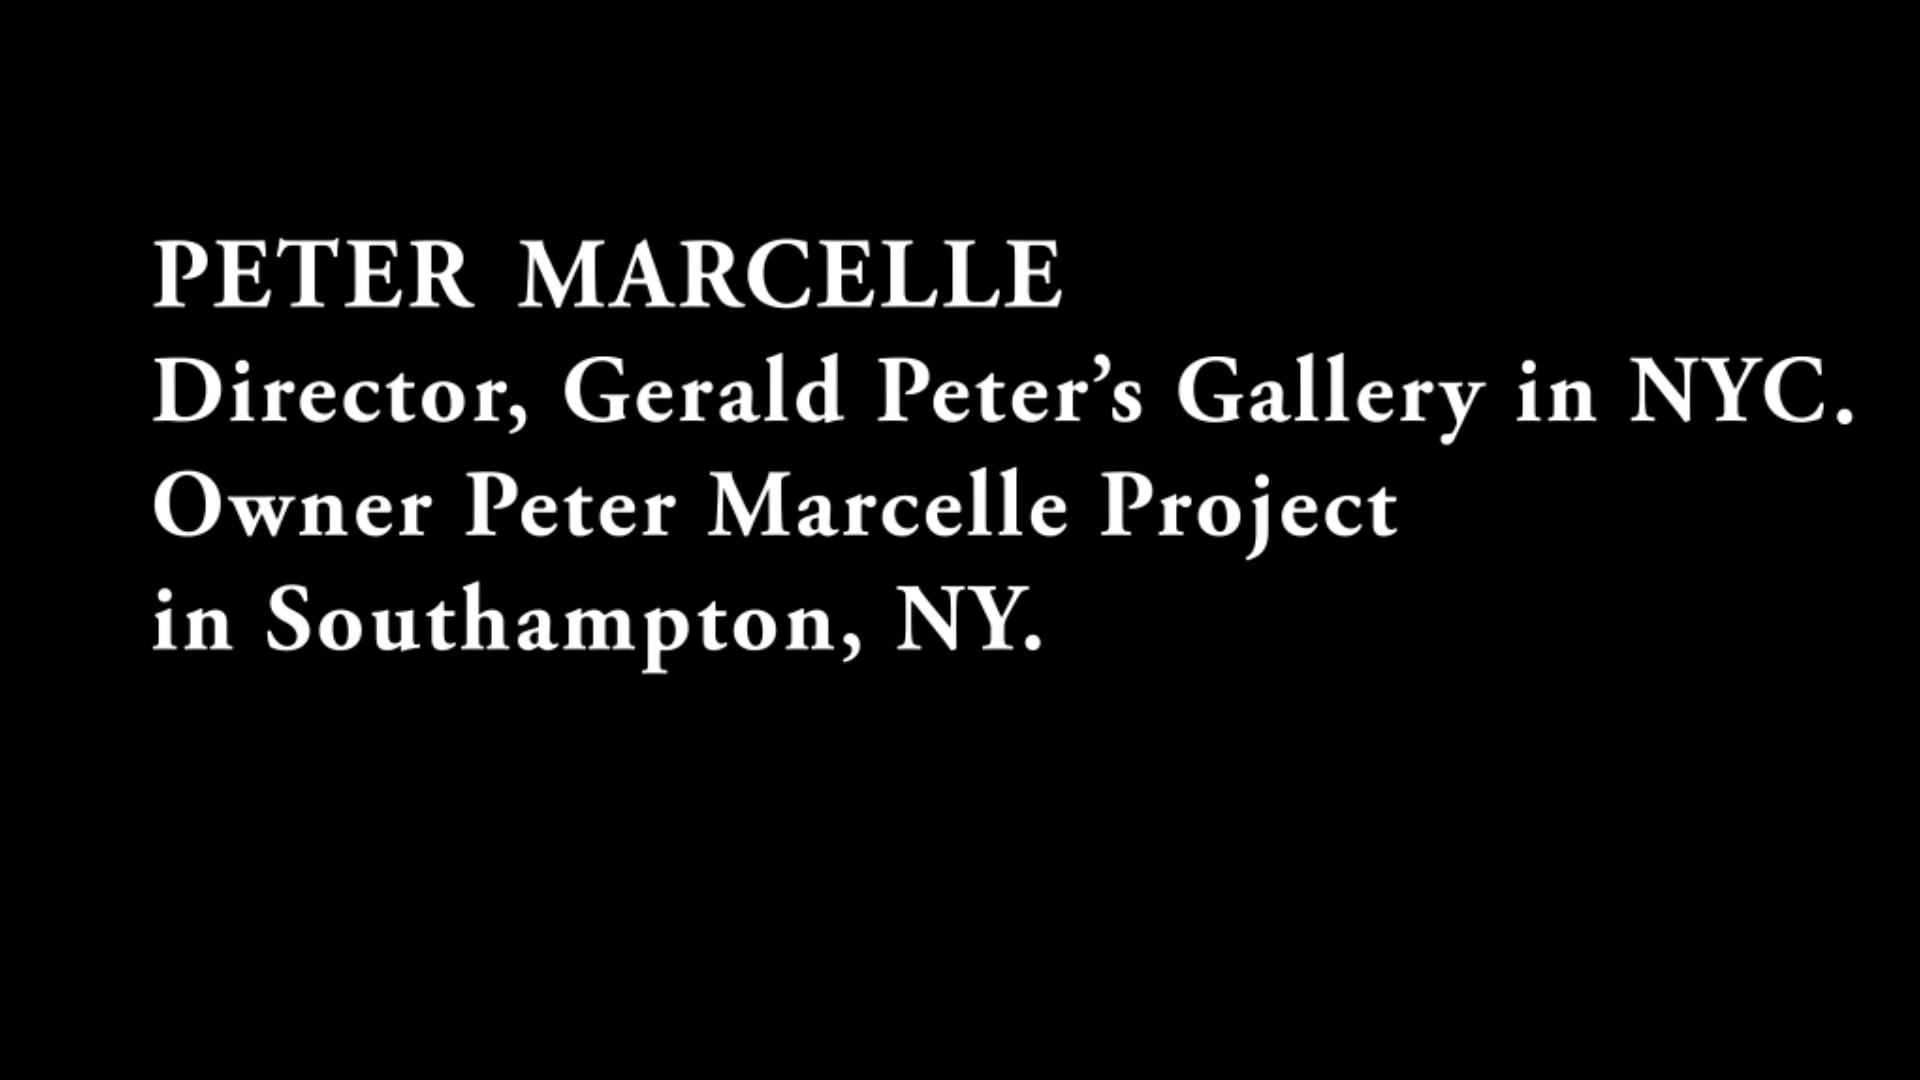 PETER MARCELLE
Director, Gerald Peter’s Gallery in NYC.
Owner Peter Marcelle Project
in Southampton, NY.